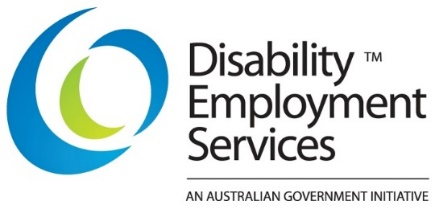 Disability ™
Employment
Services
AN AUSTRALIAN GOVERNMENT INITIATIVE